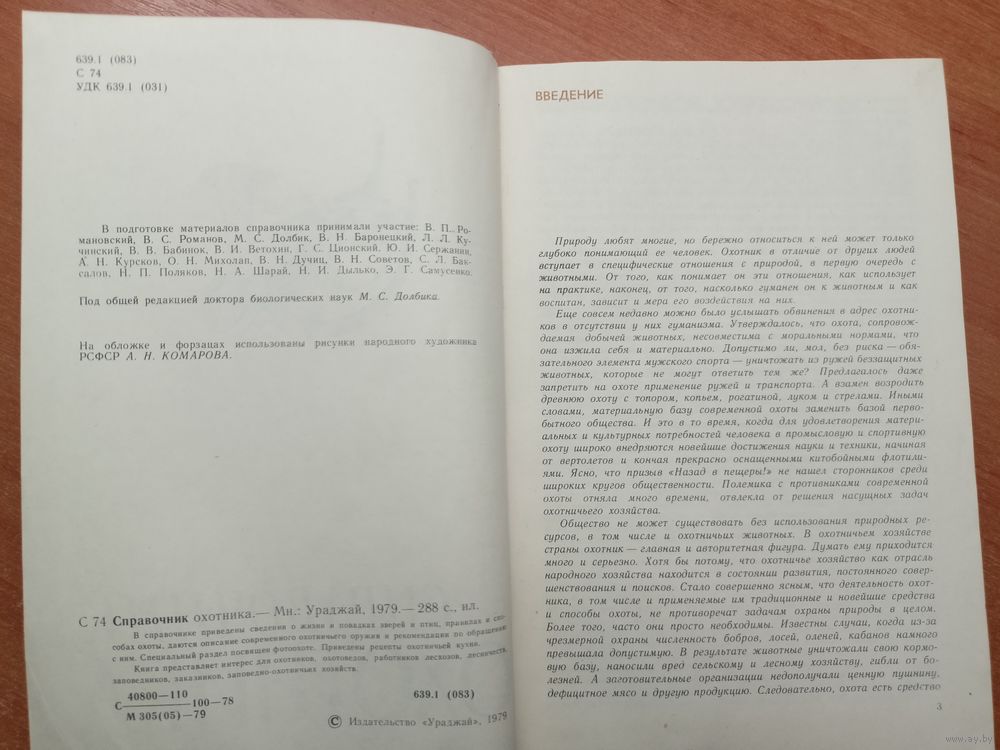 639.1 (083)
С 74
УДК 639.1 (031)
В подготовке материалов справочника принимали участие: В. П. Ро-
мановский, В. С. Романов, М. С. Долбик, В. Н. Баронецкий, Л. Л. Ку-
чинский, В. В. Бабинок, В. И. Ветохин, Г. С. Ционский, Ю. И. Сержанин,
А. Н. Курсков, О. Н. Михолап, В. Н. Дучиц, В. Н. Советов, С. Л. Бак-
салов, Н. П. Поляков, Н. А. Шарай, Н. И. Дылько, Э. Г. Самусенко.
Под общей редакцией доктора биологических наук М. С. Долбика.
На обложке и форзацах использованы рисунки народного художника
РСФСР А. Н. КОМАРОВА.
С 74 Справочник охотника.— Мн.: Ураджай, 1979.— 288 с., ил.
В справочнике приведены сведения о жизни и повадках зверей и птиц, правилах и спо-
собах охоты, даются описание современного охотничьего оружия и рекомендации по обращению
с ним. Специальный раздел посвящен фотоохоте. Приведены рецепты охотничьей кухни.
Книга представляет интерес для охотников, охотоведов, работников лесхозов, лесничеств,
заповедников, заказников, заповедно-охотничьих хозяйств.
40800—110
С 100—78
М 305(05)—79
639.1 (083)
© Издательство «Ураджай», 1979
ВВЕДЕНИЕ
Природу любят многие, но бережно относиться к ней может только
глубоко понимающий ее человек. Охотник в отличие от других людей
вступает в специфические отношения с природой, в первую очередь с
животными. От того, как понимает он эти отношения, как использует
на практике, наконец, от того, насколько гуманен он к животным и как
воспитан, зависит и мера его воздействия на них.
Еще совсем недавно можно было услышать обвинения в адрес охотни-
ков в отсутствии у них гуманизма. Утверждалось, что охота, сопровож-
даемая добычей животных, несовместима с моральными нормами, что
она изжила себя и материально. Допустимо ли, мол, без риска — обя-
зательного элемента мужского спорта — уничтожать из ружей беззащитных
животных, которые не могут ответить тем же? Предлагалось даже
запретить на охоте применение ружей и транспорта. А взамен возродить
древнюю охоту с топором, копьем, рогатиной, луком и стрелами. Иными
словами, материальную базу современной охоты заменить базой перво-
бытного общества. И это в то время, когда для удовлетворения матери-
альных и культурных потребностей человека в промысловую и спортивную
охоту широко внедряются новейшие достижения науки и техники, начиная
от вертолетов и кончая прекрасно оснащенными китобойными флотили-
ями. Ясно, что призыв «Назад в пещеры!» не нашел сторонников среди
широких кругов общественности. Полемика с противниками современной
охоты отняла много времени, отвлекла от решения насущных задач
охотничьего хозяйства.
Общество не может существовать без использования природных ре-
сурсов, в том числе и охотничьих животных. В охотничьем хозяйстве
страны охотник — главная и авторитетная фигура. Думать ему приходится
много и серьезно. Хотя бы потому, что охотничье хозяйство как отрасль
народного хозяйства находится в состоянии развития, постоянного совер-
шенствования и поисков. Стало совершенно ясным, что деятельность охот-
ника, в том числе и применяемые им традиционные и новейшие средства
и способы охоты, не противоречат задачам охраны природы в целом.
Более того, часто они просто необходимы. Известны случаи, когда из-за
чрезмерной охраны численность бобров, лосей, оленей, кабанов намного
превышала допустимую. В результате животные уничтожали свою кормо-
вую базу, наносили вред сельскому и лесному хозяйству, гибли от бо-
лезней. А заготовительные организации недополучали ценную пушнину,
дефицитное мясо и другую продукцию. Следовательно, охота есть средство
3
www.ay.by